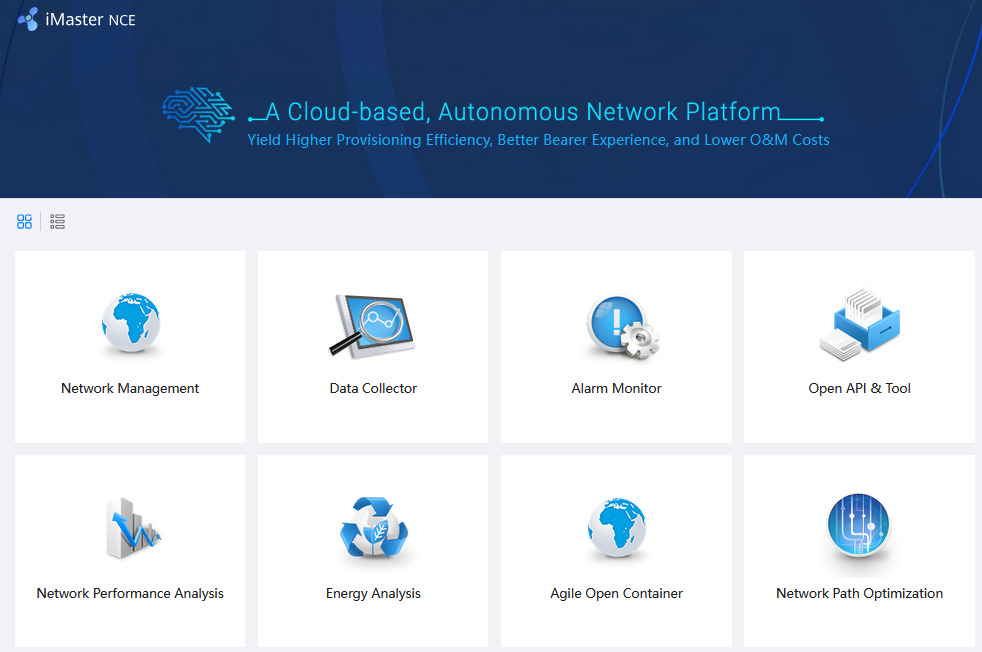 iMaster NCE
A Cloud-based, Autonomous Network Platform
Yield Higher Provisioning Efficiency, Better Bearer Experience, and Lower O&M Costs
Network Management
Data Collector
Alarm Monitor
Open API & Tool
Network Performance Analysis
Energy Analysis
Agile Open Container
Network Path Optimization